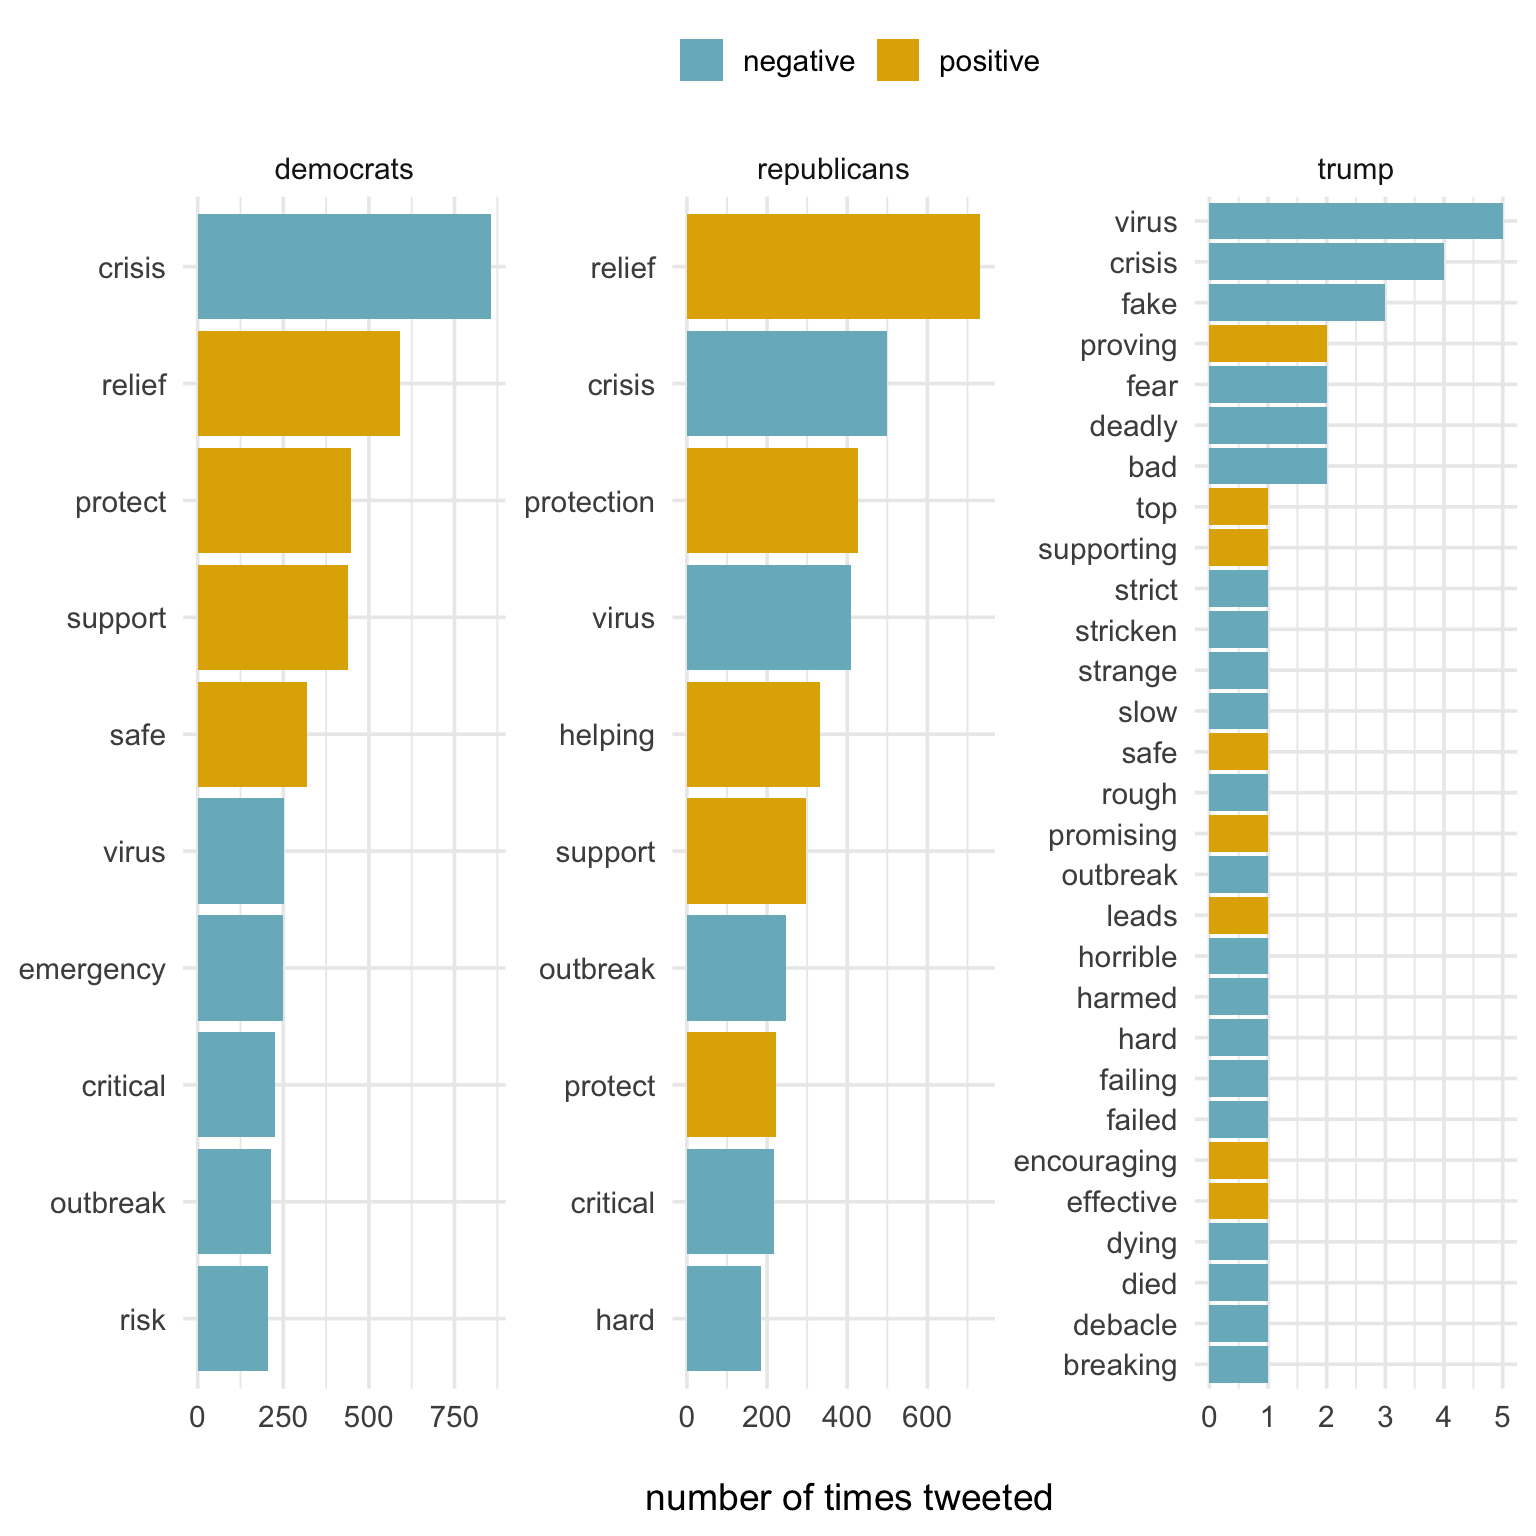 negative positive
democrats
crisis
relief
protect
support
safe
virus
emergency
critical
outbreak
risk
0 250 500 750
republicans
relief
crisis
protection
virus
helping
support
outbreak
protect
critical
hard
0 200 400 600
trump
virus
crisis
fake
proving
fear
deadly
bad
top
supporting
strict
stricken
strange
slow
safe
rough
promising
outbreak
leads
horrible
harmed
hard
failing
failed
encouraging
effective
dying
died
debacle
breaking
0 1 2 3 4 5
number of times tweeted